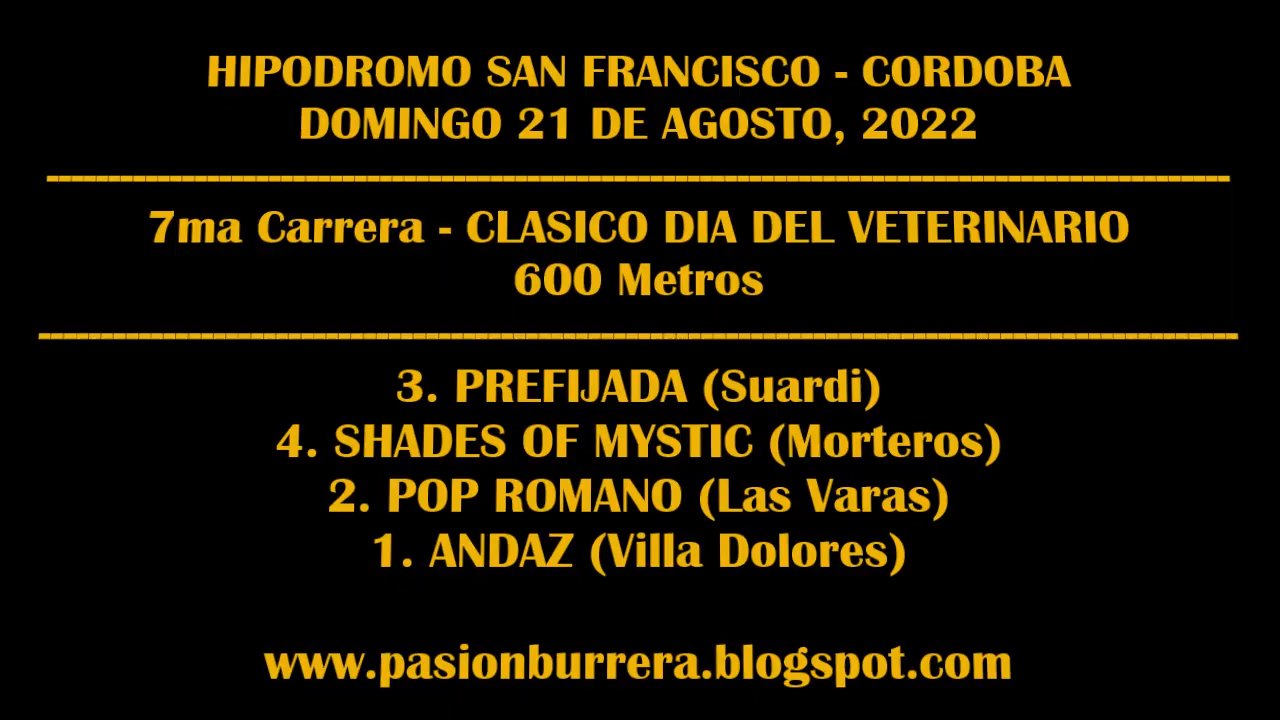 HIPODROMO SAN FRANCISCO - CORDOBA
DOMINGO 21 DE AGOSTO, 2022
7ma Carrera - CLASICO DIA DEL VETERINARIO
600 Metros
3. PREFIJADA (Suardi)
4. SHADES OF MYSTIC (Morteros)
2. POP ROMANO (Las Varas)
1. ANDAZ (Villa Dolores)
www.pasionburrera.blogspot.com